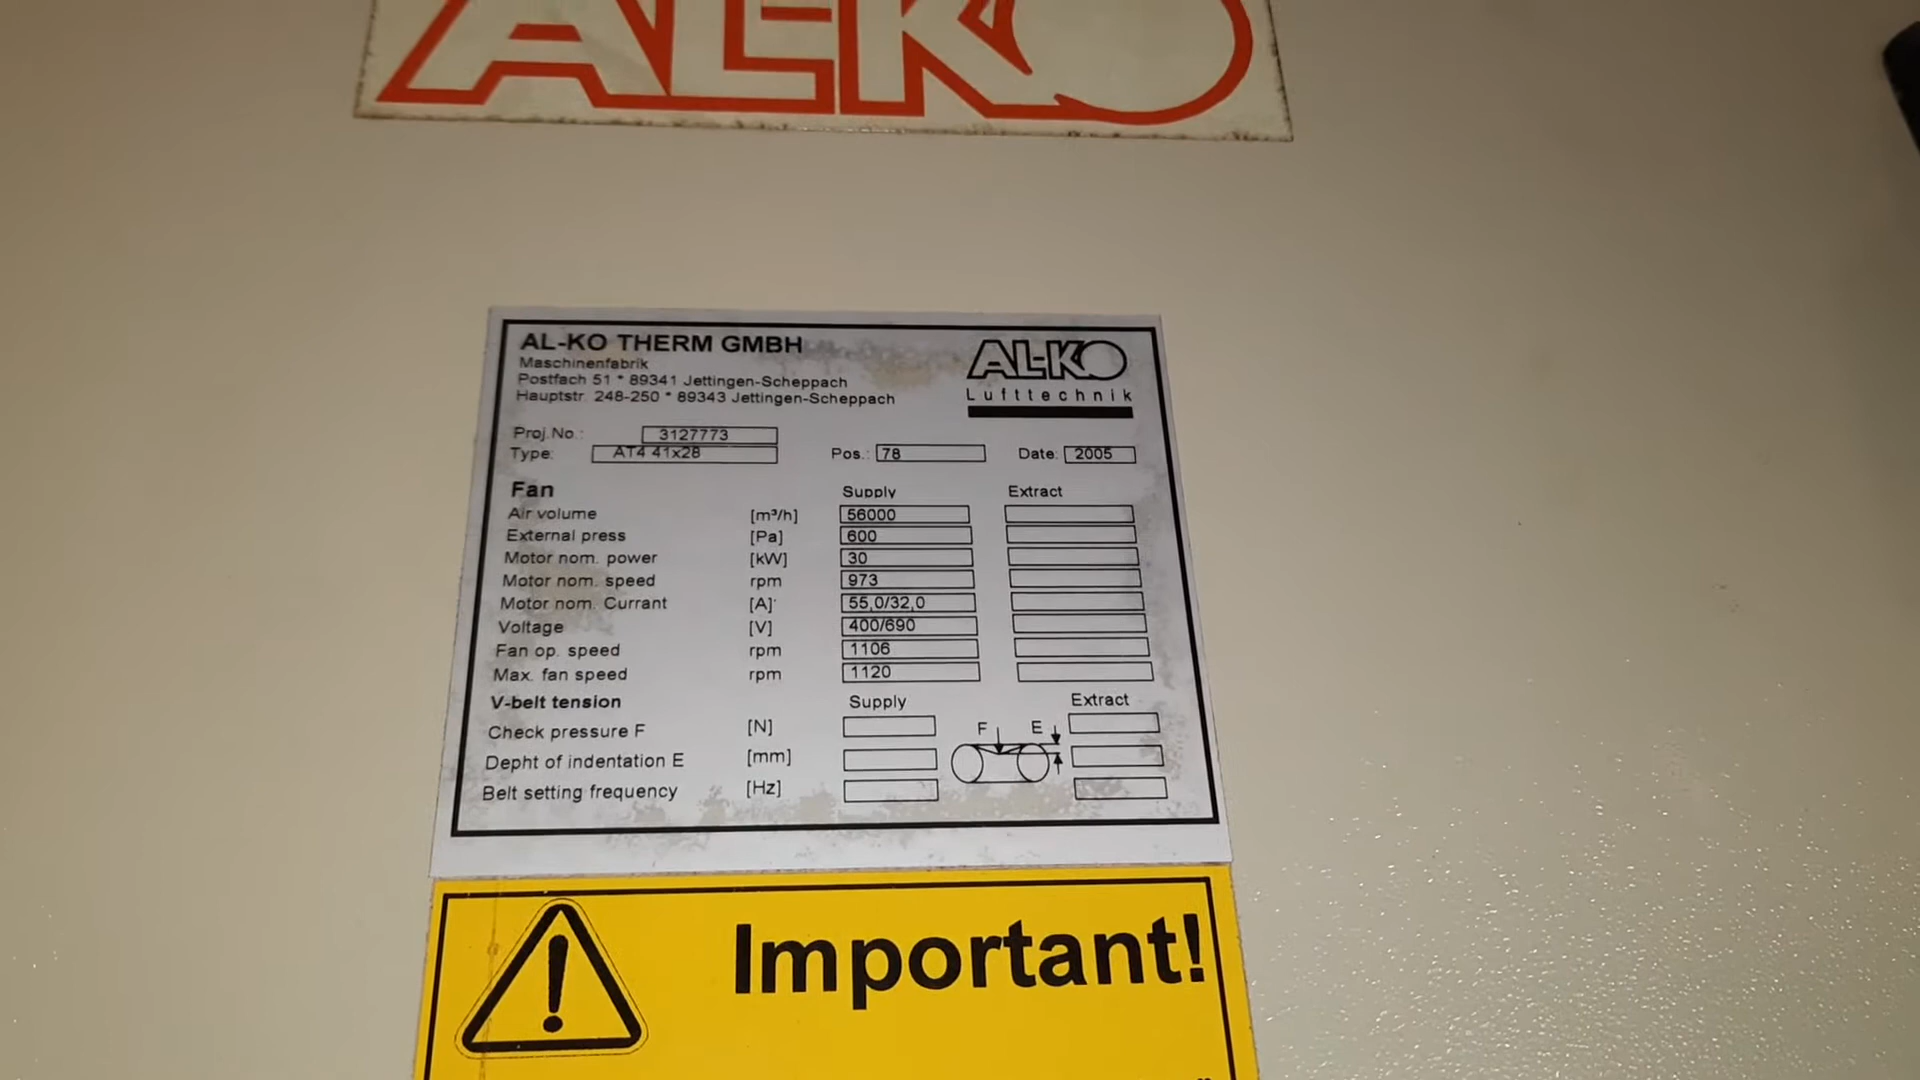 AL-KO
AL-KO THERM GMBH
Maschinenfabrik
Postfach 51 * 89341 Jettingen-Scheppach
Hauptstr. 248-250 * 89343 Jettingen-Scheppach
AL-KO
Lufttechnik
Proj.No.: 3127773
Type: AT4 41x28 Pos.: 78 Date: 2005
Fan Supply Extract
Air volume [m³/h] 56000
External press [Pa] 600
Motor nom. power [kW] 30
Motor nom. speed rpm 973
Motor nom. Currant [A] 55,0/32,0
Voltage [V] 400/690
Fan op. speed rpm 1106
Max. fan speed rpm 1120
V-belt tension Supply Extract
Check pressure F [N] F E
Depht of indentation E [mm]
Belt setting frequency [Hz]
Important!